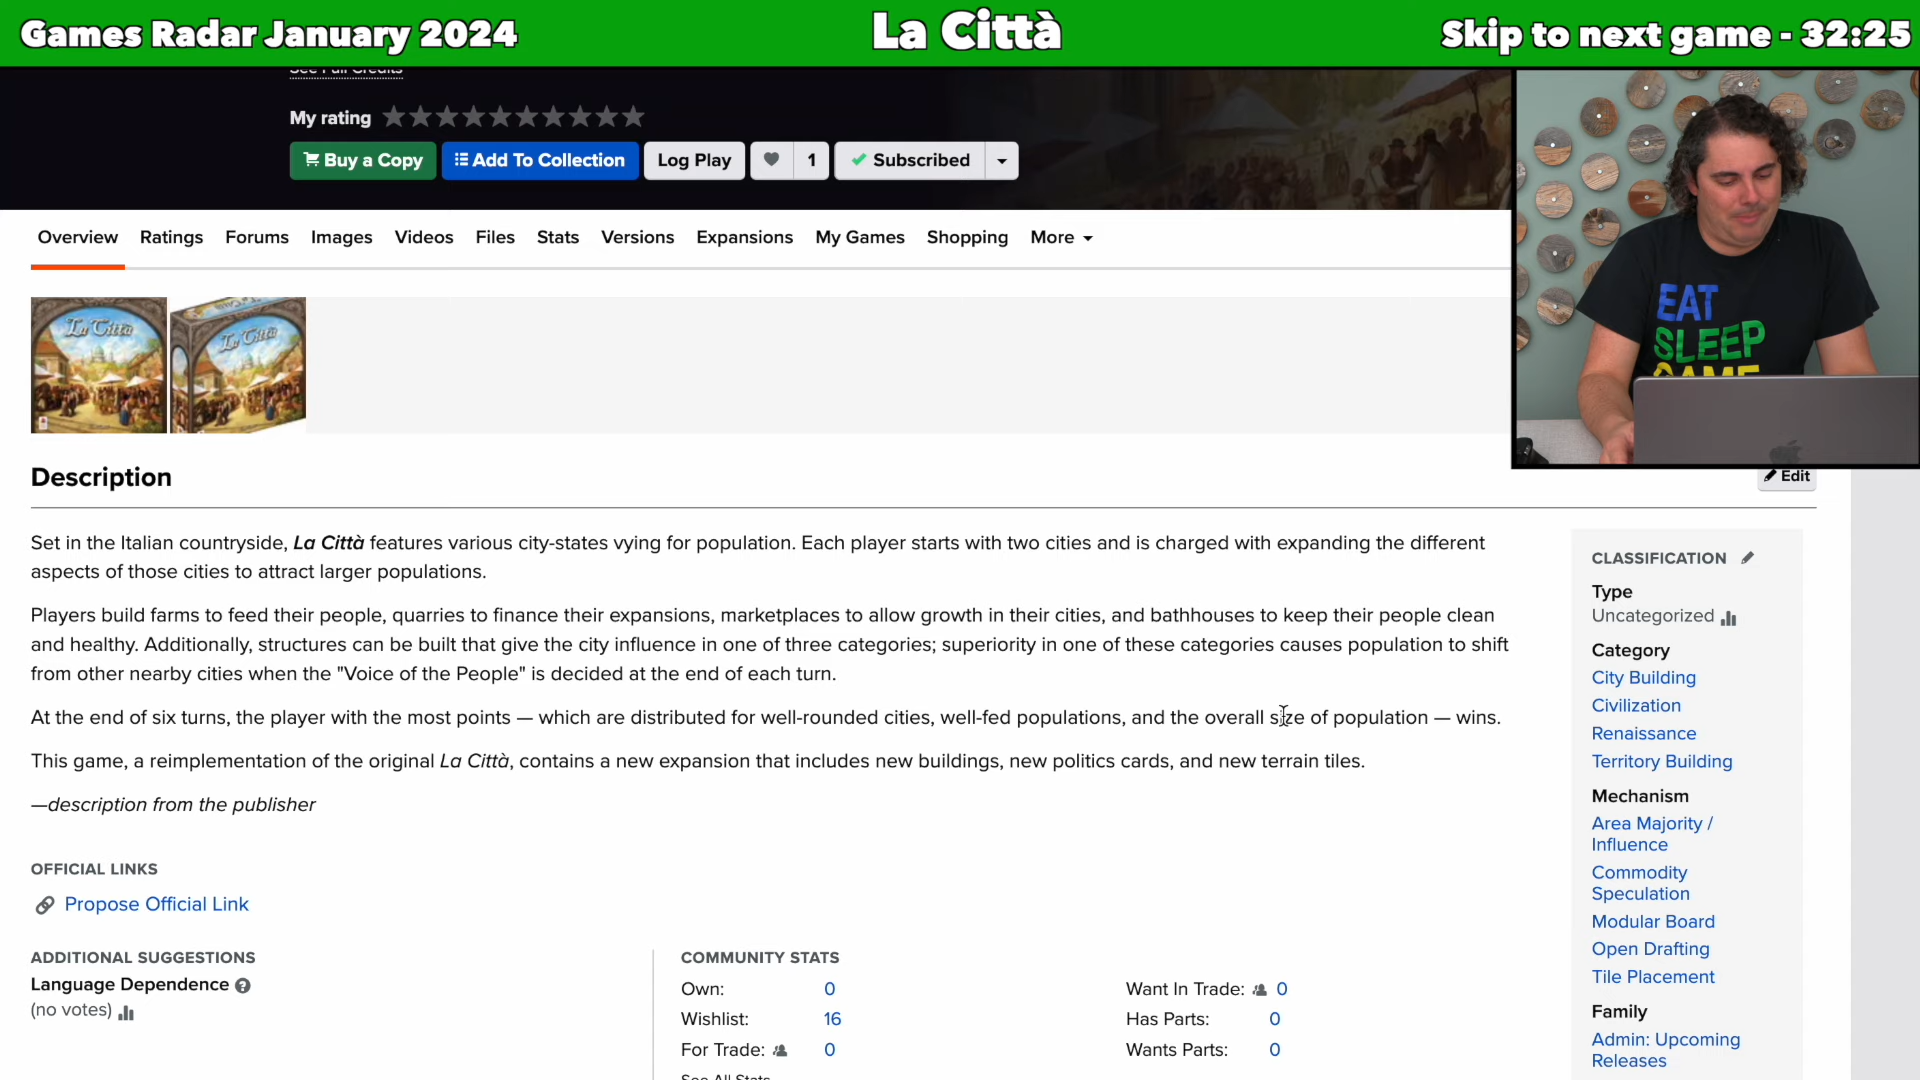 Games Radar January 2024
La Città
Skip to next game - 32:25
See Full Credits
My rating
Buy a Copy
Add To Collection
Log Play
1
Subscribed
Overview
Ratings
Forums
Images
Videos
Files
Stats
Versions
Expansions
My Games
Shopping
More
La Città
La Città
EAT
SLEEP
GAME
Description
Edit
Set in the Italian countryside, La Città features various city-states vying for population. Each player starts with two cities and is charged with expanding the different
aspects of those cities to attract larger populations.
Players build farms to feed their people, quarries to finance their expansions, marketplaces to allow growth in their cities, and bathhouses to keep their people clean
and healthy. Additionally, structures can be built that give the city influence in one of three categories; superiority in one of these categories causes population to shift
from other nearby cities when the "Voice of the People" is decided at the end of each turn.
At the end of six turns, the player with the most points — which are distributed for well-rounded cities, well-fed populations, and the overall size of population — wins.
This game, a reimplementation of the original La Città, contains a new expansion that includes new buildings, new politics cards, and new terrain tiles.
—description from the publisher
OFFICIAL LINKS
Propose Official Link
ADDITIONAL SUGGESTIONS
Language Dependence
(no votes)
COMMUNITY STATS
Own: 0
Wishlist: 16
For Trade: 0
See All Stats
Want In Trade: 0
Has Parts: 0
Wants Parts: 0
CLASSIFICATION
Type
Uncategorized
Category
City Building
Civilization
Renaissance
Territory Building
Mechanism
Area Majority /
Influence
Commodity
Speculation
Modular Board
Open Drafting
Tile Placement
Family
Admin: Upcoming
Releases